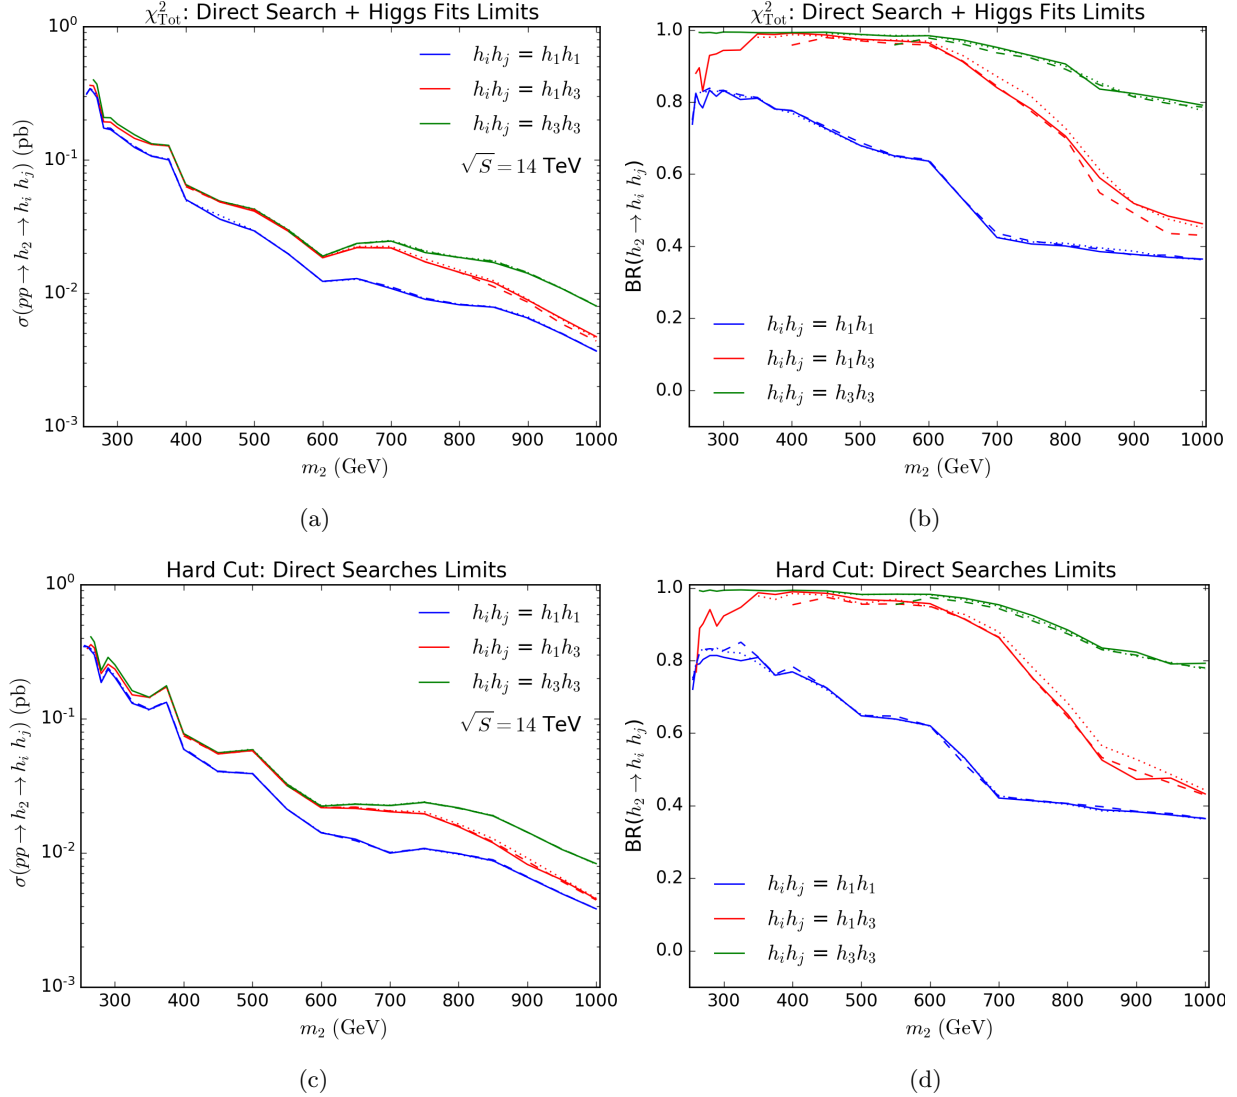 χ²_Tot: Direct Search + Higgs Fits Limits
10⁰
10⁻¹
10⁻²
10⁻³
σ(pp → h₂ → hᵢ hⱼ) (pb)
hᵢhⱼ = h₁h₁
hᵢhⱼ = h₁h₃
hᵢhⱼ = h₃h₃
√S = 14 TeV
300 400 500 600 700 800 900 1000
m₂ (GeV)
(a)
χ²_Tot: Direct Search + Higgs Fits Limits
1.0
0.8
0.6
0.4
0.2
0.0
BR(h₂ → hᵢ hⱼ)
hᵢhⱼ = h₁h₁
hᵢhⱼ = h₁h₃
hᵢhⱼ = h₃h₃
300 400 500 600 700 800 900 1000
m₂ (GeV)
(b)
Hard Cut: Direct Searches Limits
10⁰
10⁻¹
10⁻²
10⁻³
σ(pp → h₂ → hᵢ hⱼ) (pb)
hᵢhⱼ = h₁h₁
hᵢhⱼ = h₁h₃
hᵢhⱼ = h₃h₃
√S = 14 TeV
300 400 500 600 700 800 900 1000
m₂ (GeV)
(c)
Hard Cut: Direct Searches Limits
1.0
0.8
0.6
0.4
0.2
0.0
BR(h₂ → hᵢ hⱼ)
hᵢhⱼ = h₁h₁
hᵢhⱼ = h₁h₃
hᵢhⱼ = h₃h₃
300 400 500 600 700 800 900 1000
m₂ (GeV)
(d)